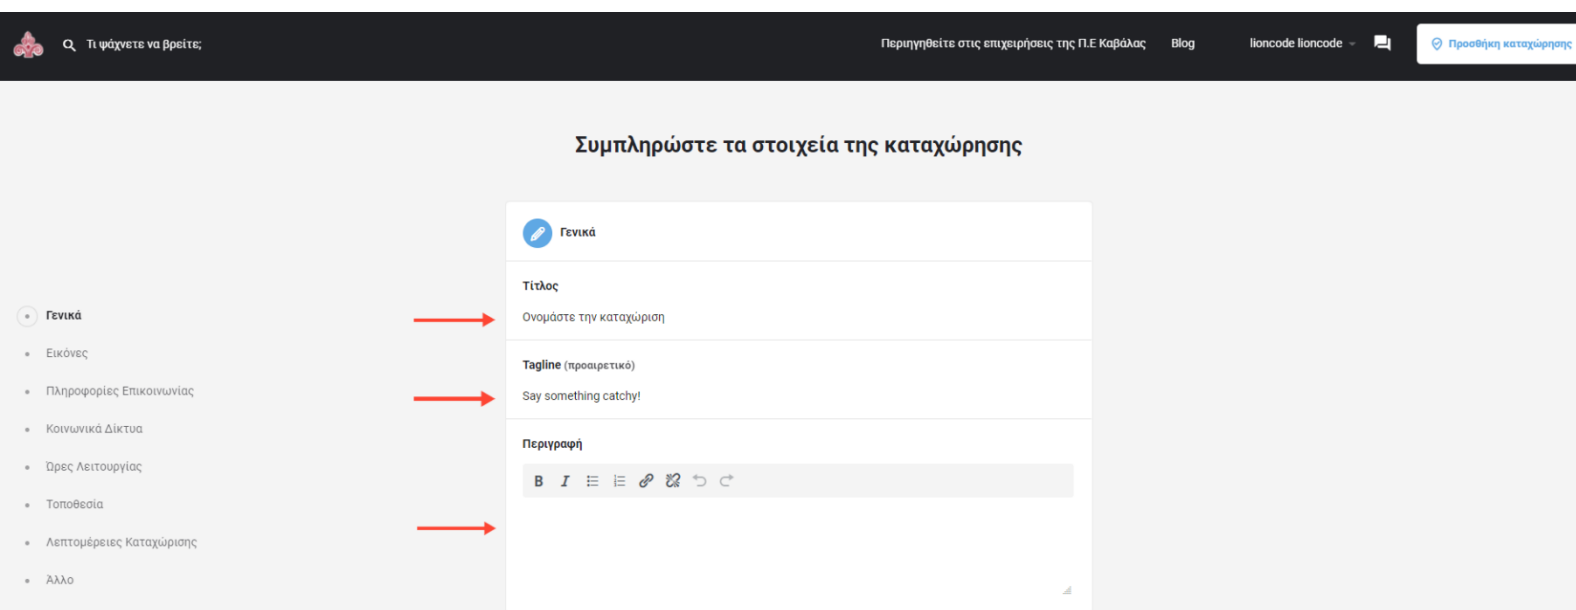 Τι ψάχνετε να βρείτε;
Περιηγηθείτε στις επιχειρήσεις της Π.Ε Καβάλας Blog lioncode lioncode Προσθήκη καταχώρησης
Συμπληρώστε τα στοιχεία της καταχώρησης
Γενικά
Τίτλος
Ονομάστε την καταχώριση
Tagline (προαιρετικό)
Say something catchy!
Περιγραφή
B I
Γενικά
Εικόνες
Πληροφορίες Επικοινωνίας
Κοινωνικά Δίκτυα
Ώρες Λειτουργίας
Τοποθεσία
Λεπτομέρειες Καταχώρισης
Άλλο